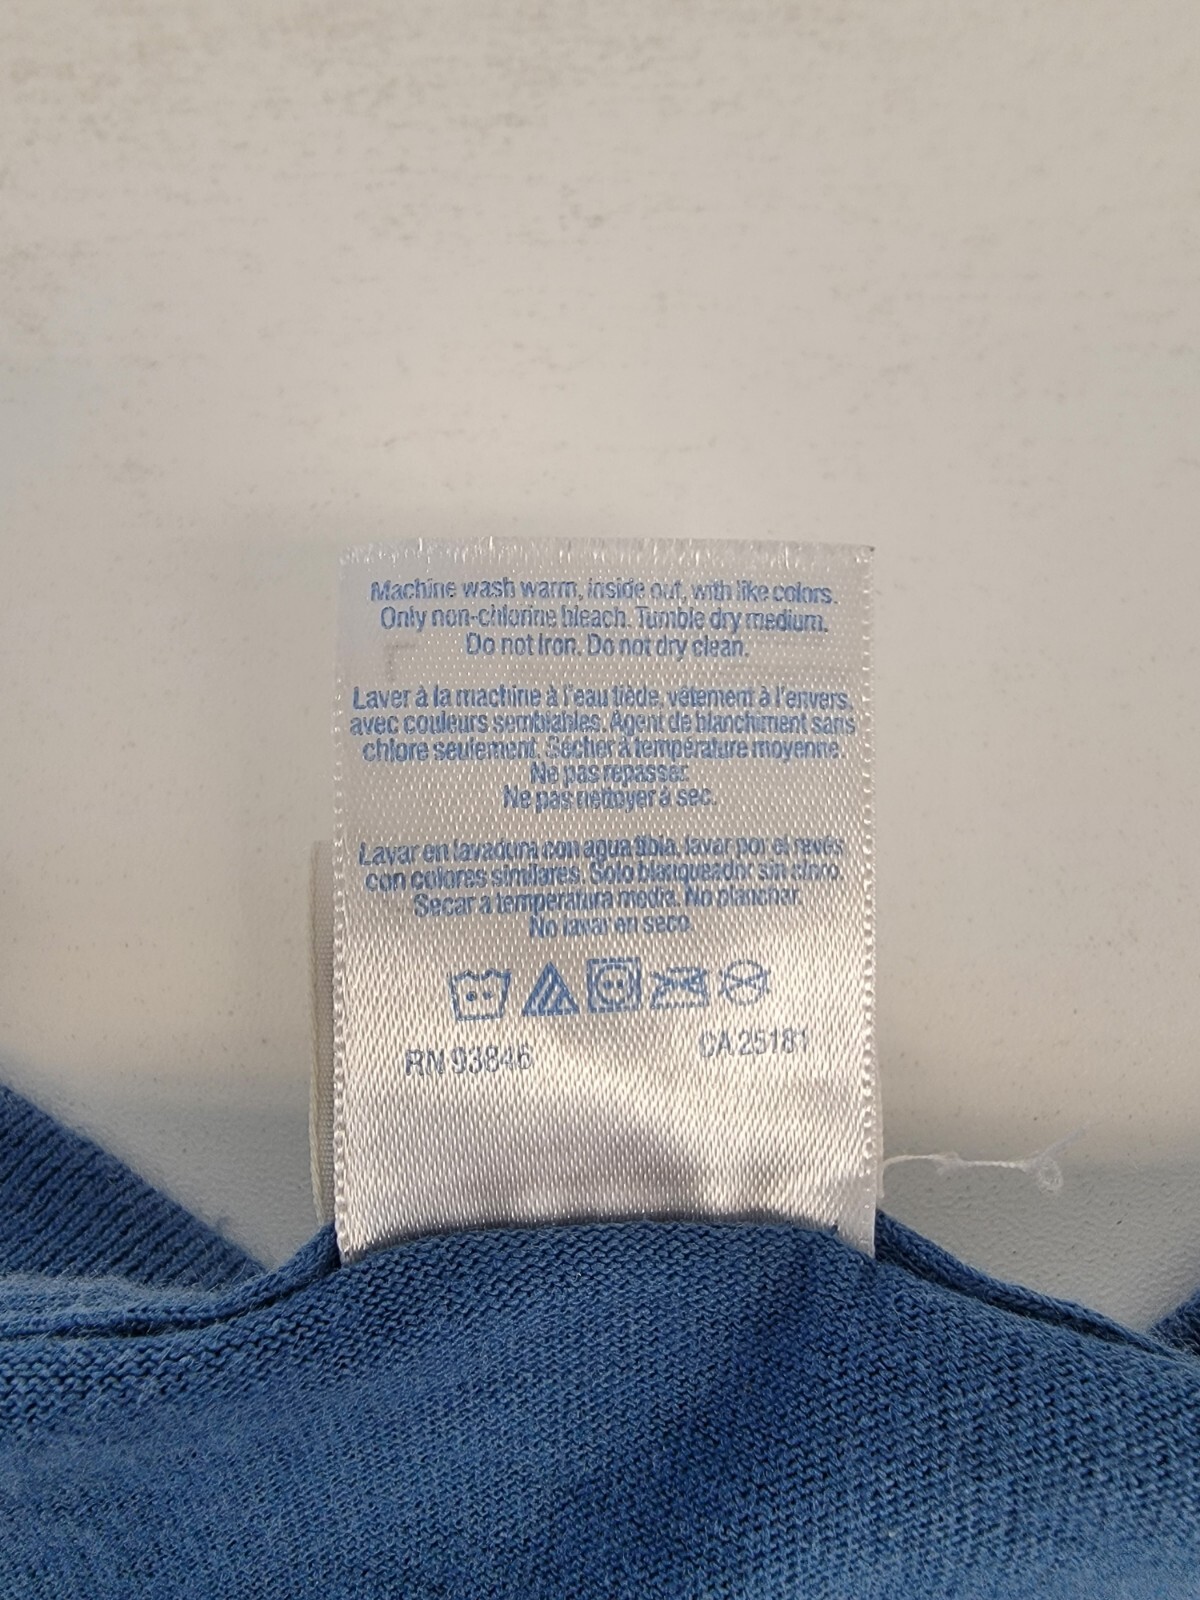 Machine wash warm, inside out, with like colors.
Only non-chlorine bleach. Tumble dry medium.
Do not iron. Do not dry clean.
Laver à la machine à l'eau tiède, vêtement à l'envers,
avec couleurs semblables. Agent de blanchiment sans
chlore seulement. Sécher à température moyenne.
Ne pas repasser.
Ne pas nettoyer à sec.
Lavar en lavadora con agua tibia, lavar por el revés
con colores similares. Solo blanqueador sin cloro.
Secar a temperatura media. No planchar.
No lavar en seco.
RN 93846 CA 25181